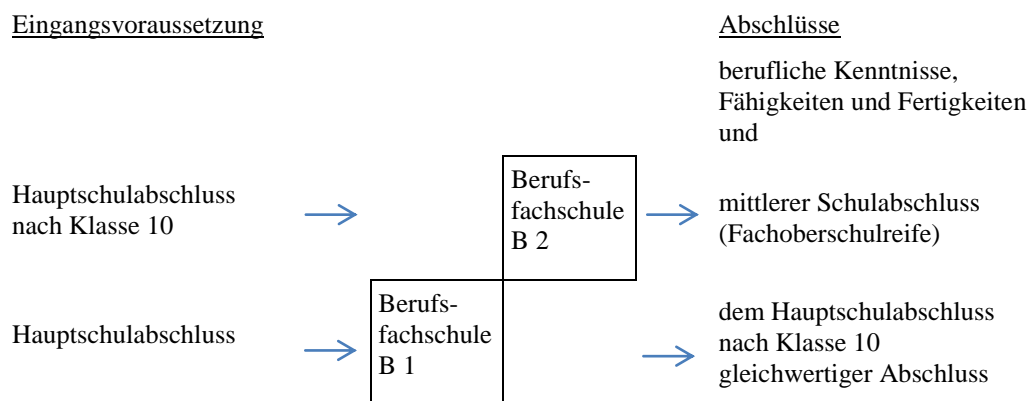 Eingangsvoraussetzung
Abschlüsse
berufliche Kenntnisse,
Fähigkeiten und Fertigkeiten
und
Hauptschulabschluss
nach Klasse 10
Berufs-
fachschule
B 2
mittlerer Schulabschluss
(Fachoberschulreife)
Hauptschulabschluss
Berufs-
fachschule
B 1
dem Hauptschulabschluss
nach Klasse 10
gleichwertiger Abschluss